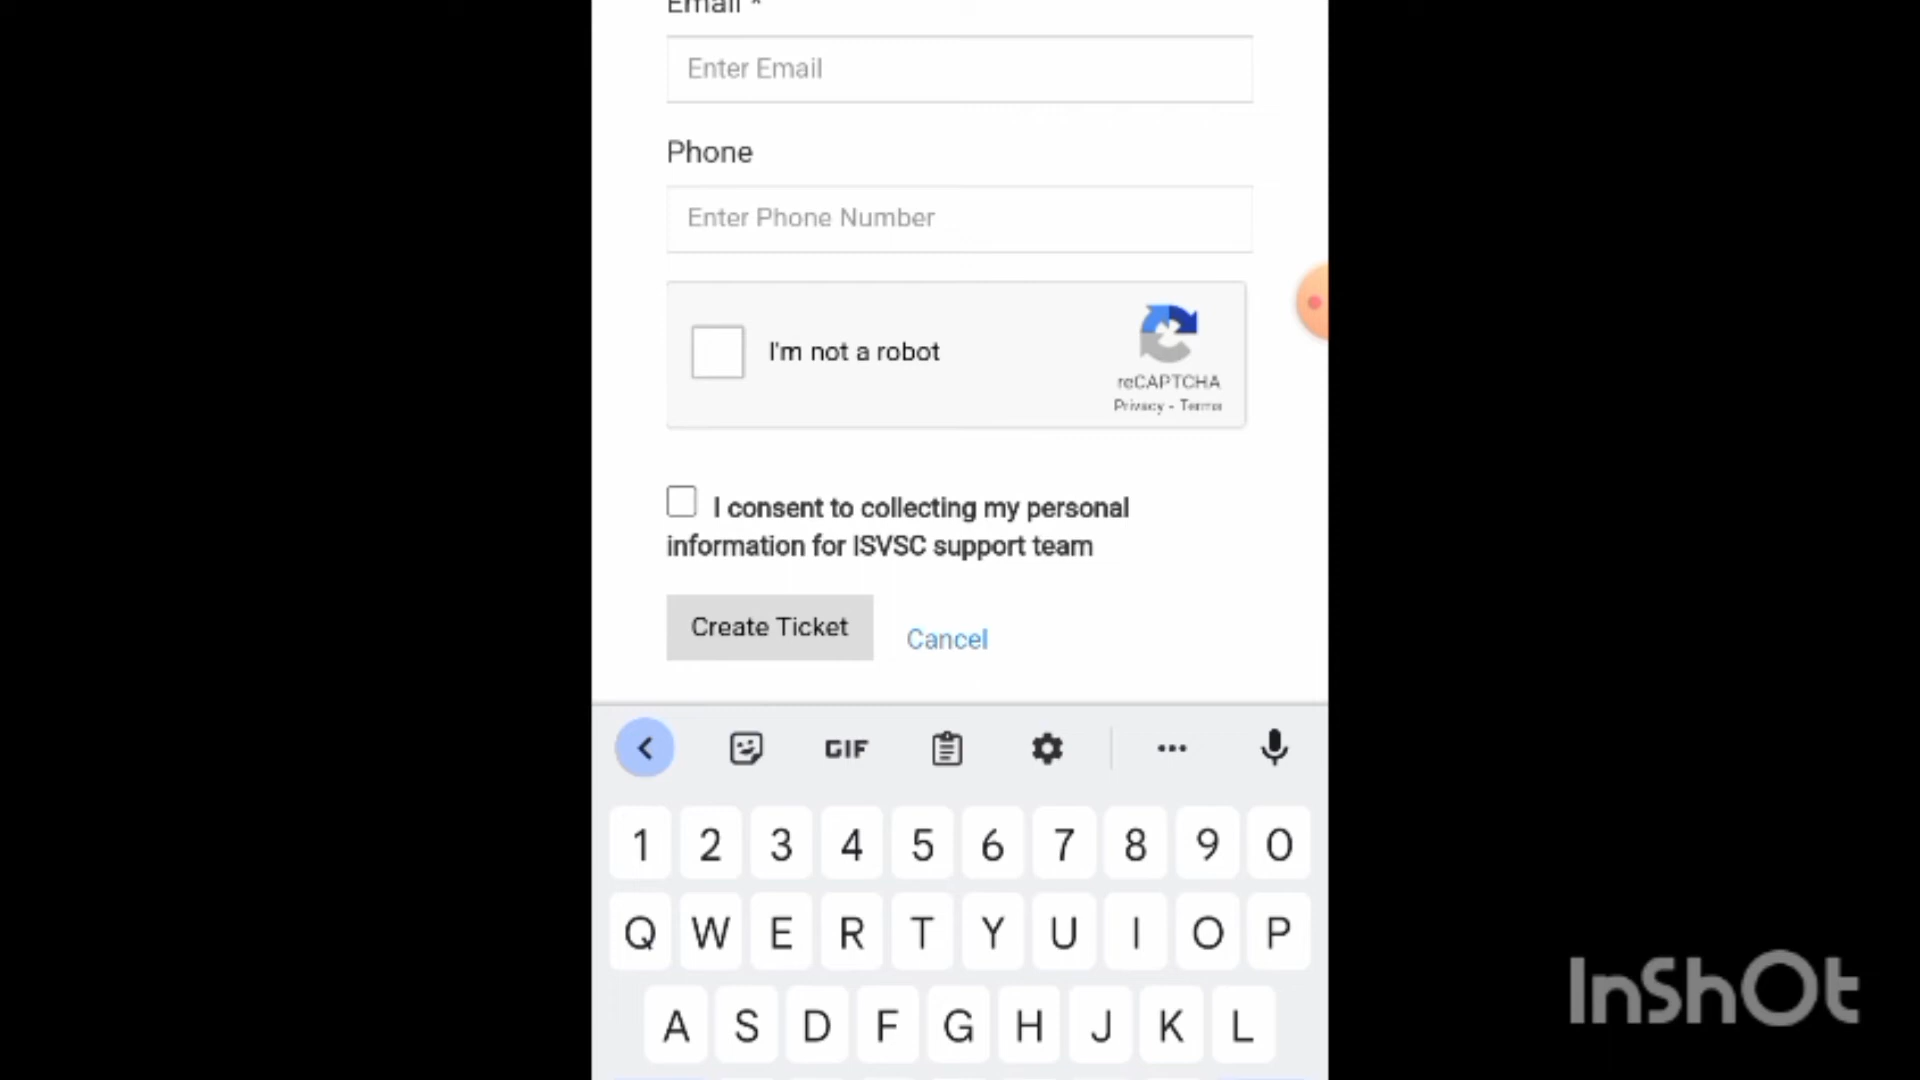 Email *
Enter Email
Phone
Enter Phone Number
I'm not a robot
reCAPTCHA
Privacy - Terms
I consent to collecting my personal
information for ISVSC support team
Create Ticket
Cancel
GIF
1 2 3 4 5 6 7 8 9 0
Q W E R T Y U I O P
A S D F G H J K L
InShOt